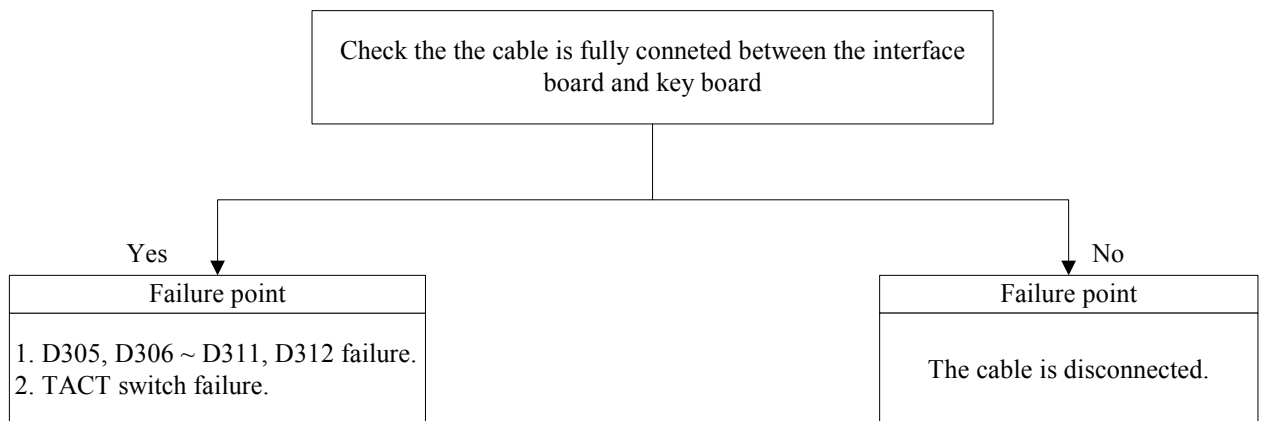 Check the the cable is fully conneted between the interface
board and key board
Yes
No
Failure point
1. D305, D306 ~ D311, D312 failure.
2. TACT switch failure.
Failure point
The cable is disconnected.